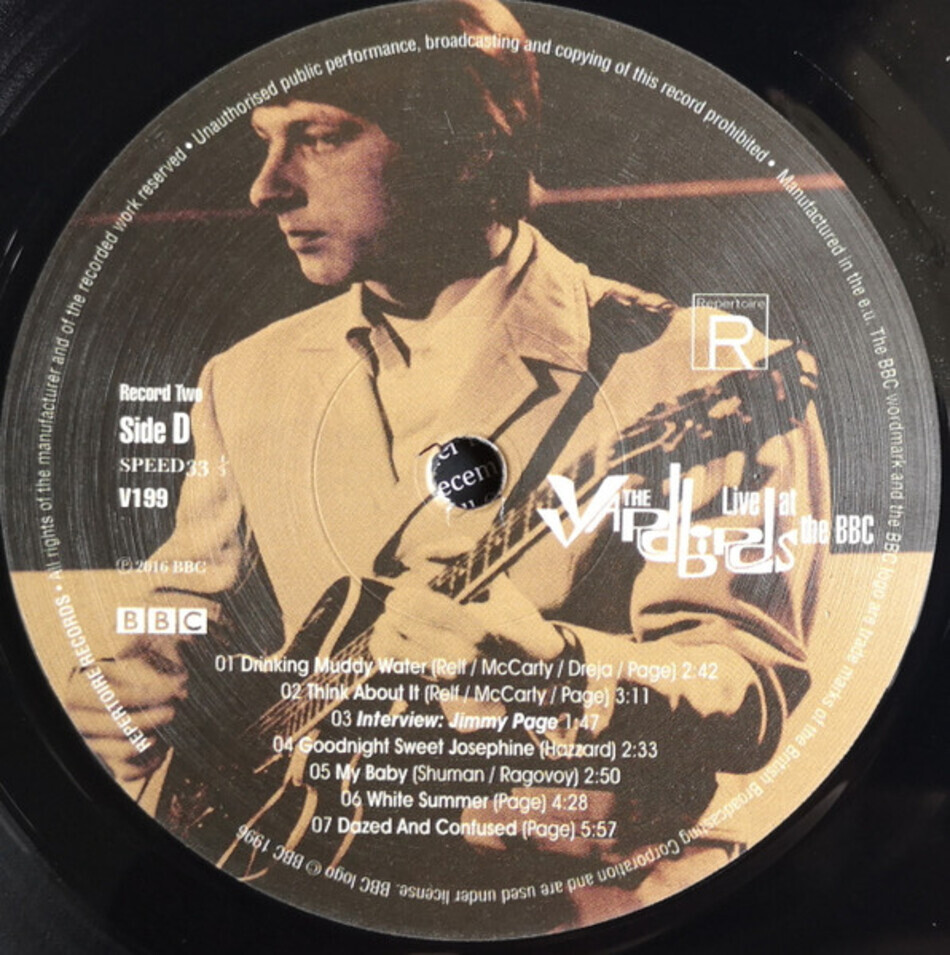 REPERTOIRE RECORDS • All rights of the manufacturer and of the recorded work reserved • Unauthorised public performance, broadcasting and copying of this record prohibited • Manufactured in the e.u. The BBC wordmark and the BBC logo are trade marks of the British Broadcasting Corporation and are used under license. BBC logo © BBC 1996
Repertoire
R
Record Two
Side D
SPEED 33 ⅓
V199
THE YARDBIRDS Live at the BBC
℗ 2016 BBC
BBC
ecem
01 Drinking Muddy Water (Relf / McCarty / Dreja / Page) 2:42
02 Think About It (Relf / McCarty / Page) 3:11
03 Interview: Jimmy Page 1:47
04 Goodnight Sweet Josephine (Hazzard) 2:33
05 My Baby (Shuman / Ragovoy) 2:50
06 White Summer (Page) 4:28
07 Dazed And Confused (Page) 5:57